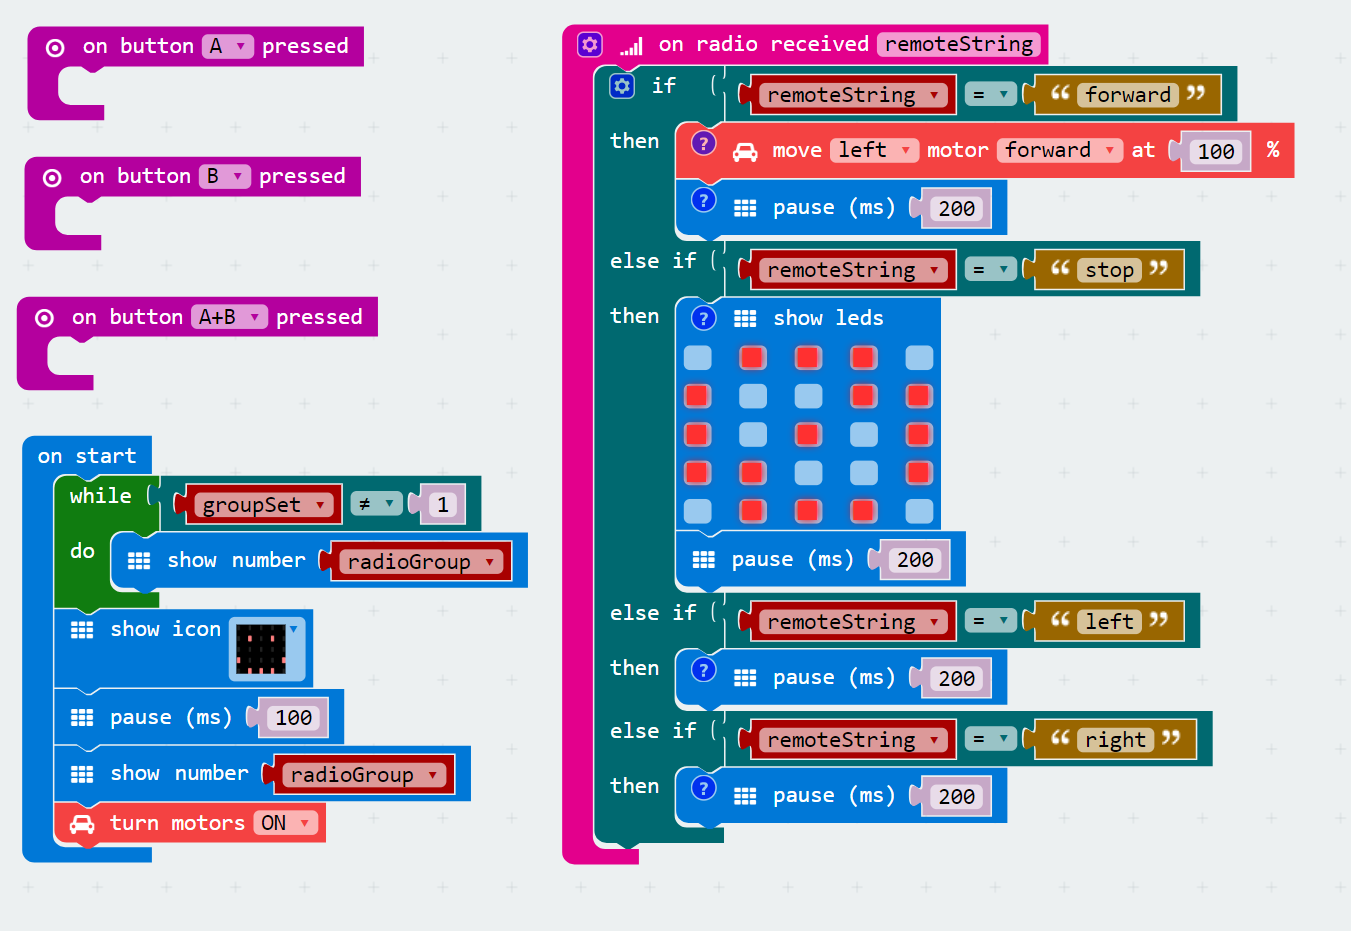 on button A pressed
on button B pressed
on button A+B pressed
on start
while groupSet ≠ 1
do show number radioGroup
show icon
pause (ms) 100
show number radioGroup
turn motors ON
on radio received remoteString
if remoteString = “ forward ”
then ? move left motor forward at 100 %
? pause (ms) 200
else if remoteString = “ stop ”
then ? show leds
pause (ms) 200
else if remoteString = “ left ”
then ? pause (ms) 200
else if remoteString = “ right ”
then ? pause (ms) 200